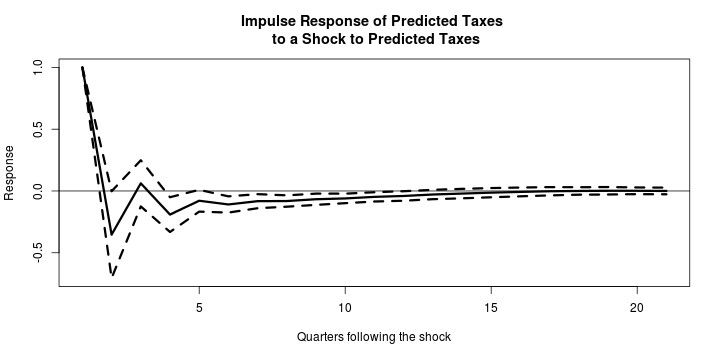 Impulse Response of Predicted Taxes
to a Shock to Predicted Taxes
1.0
0.5
0.0
-0.5
Response
5 10 15 20
Quarters following the shock